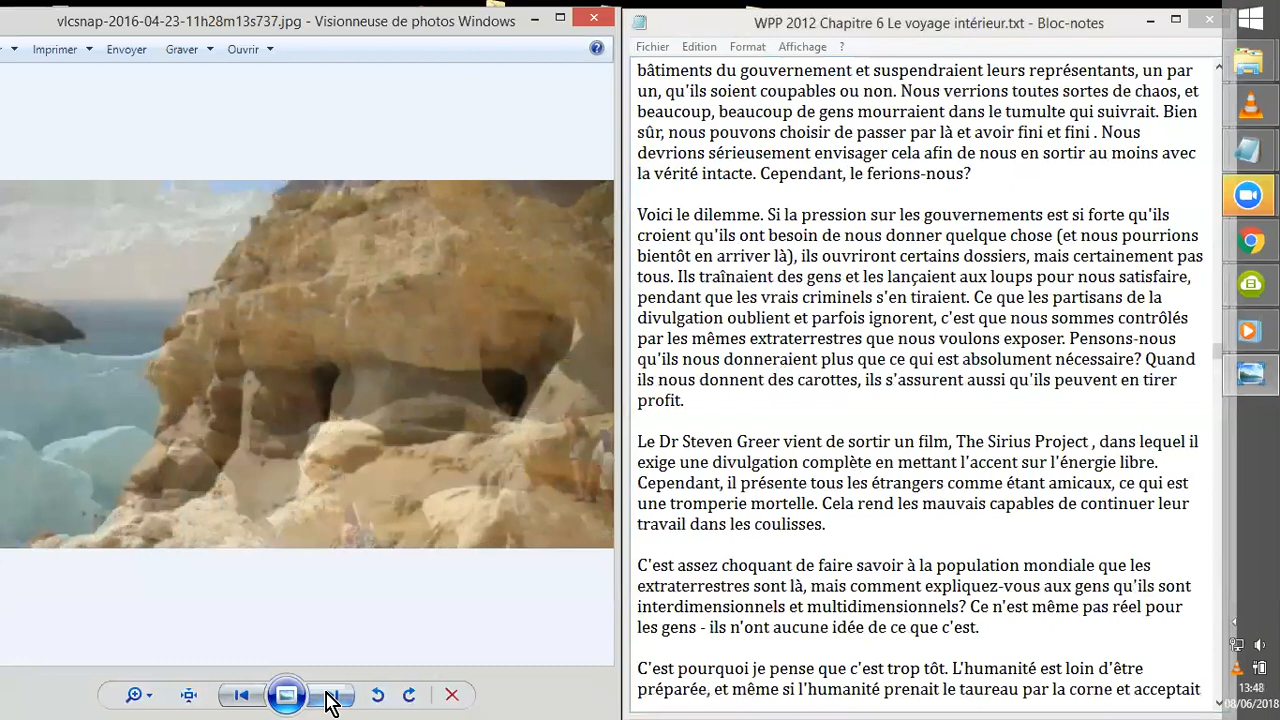 vlcsnap-2016-04-23-11h28m13s737.jpg - Visionneuse de photos Windows
Imprimer
Envoyer
Graver
Ouvrir
WPP 2012 Chapitre 6 Le voyage intérieur.txt - Bloc-notes
Fichier Edition Format Affichage ?
bâtiments du gouvernement et suspendraient leurs représentants, un par
un, qu'ils soient coupables ou non. Nous verrions toutes sortes de chaos, et
beaucoup, beaucoup de gens mourraient dans le tumulte qui suivrait. Bien
sûr, nous pouvons choisir de passer par là et avoir fini et fini . Nous
devrions sérieusement envisager cela afin de nous en sortir au moins avec
la vérité intacte. Cependant, le ferions-nous?
Voici le dilemme. Si la pression sur les gouvernements est si forte qu'ils
croient qu'ils ont besoin de nous donner quelque chose (et nous pourrions
bientôt en arriver là), ils ouvriront certains dossiers, mais certainement pas
tous. Ils traînaient des gens et les lançaient aux loups pour nous satisfaire,
pendant que les vrais criminels s'en tiraient. Ce que les partisans de la
divulgation oublient et parfois ignorent, c'est que nous sommes contrôlés
par les mêmes extraterrestres que nous voulons exposer. Pensons-nous
qu'ils nous donneraient plus que ce qui est absolument nécessaire? Quand
ils nous donnent des carottes, ils s'assurent aussi qu'ils peuvent en tirer
profit.
Le Dr Steven Greer vient de sortir un film, The Sirius Project , dans lequel il
exige une divulgation complète en mettant l'accent sur l'énergie libre.
Cependant, il présente tous les étrangers comme étant amicaux, ce qui est
une tromperie mortelle. Cela rend les mauvais capables de continuer leur
travail dans les coulisses.
C'est assez choquant de faire savoir à la population mondiale que les
extraterrestres sont là, mais comment expliquez-vous aux gens qu'ils sont
interdimensionnels et multidimensionnels? Ce n'est même pas réel pour
les gens - ils n'ont aucune idée de ce que c'est.
C'est pourquoi je pense que c'est trop tôt. L'humanité est loin d'être
préparée, et même si l'humanité prenait le taureau par la corne et acceptait
13:48
08/06/2018